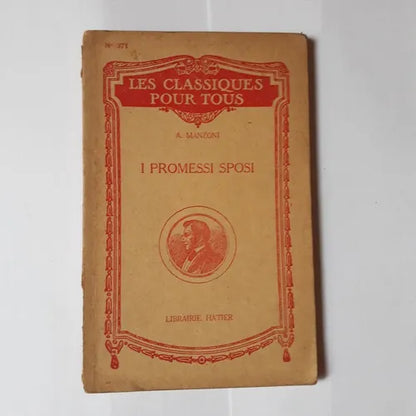 N° 371
LES CLASSIQUES
POUR TOUS
A. MANZONI
I PROMESSI SPOSI
LIBRAIRIE HATIER